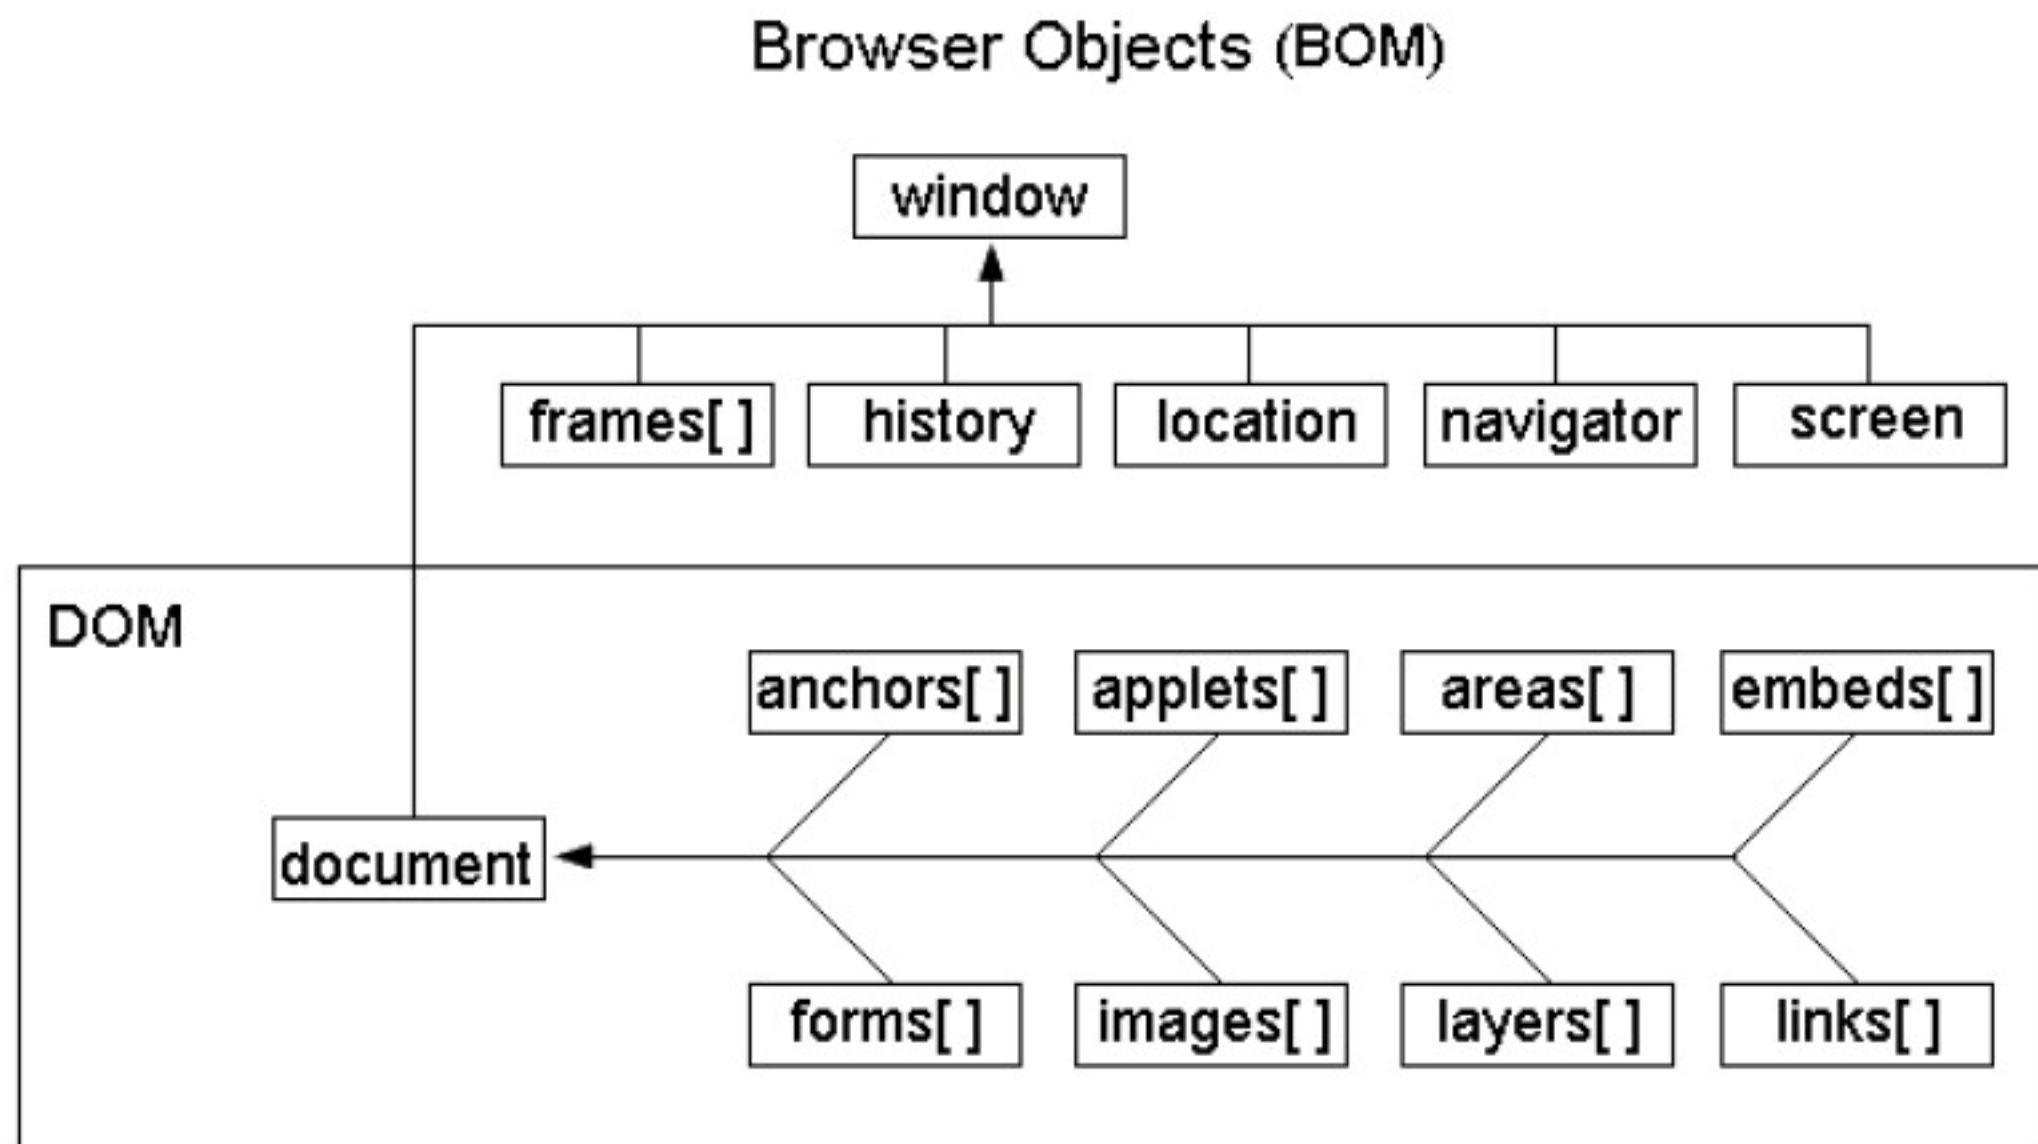 Browser Objects (BOM)
window
frames[ ] history location navigator screen
DOM
anchors[ ] applets[ ] areas[ ] embeds[ ]
document
forms[ ] images[ ] layers[ ] links[ ]